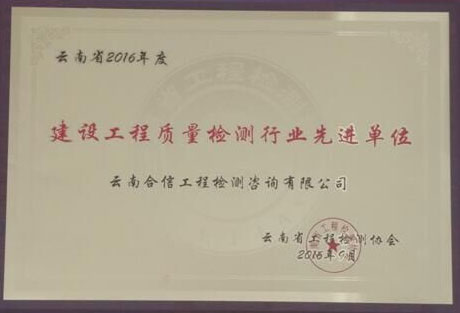 云南省2016年度
建设工程质量检测行业先进单位
云南合信工程检测咨询有限公司
云南省工程检测协会
2016年9月